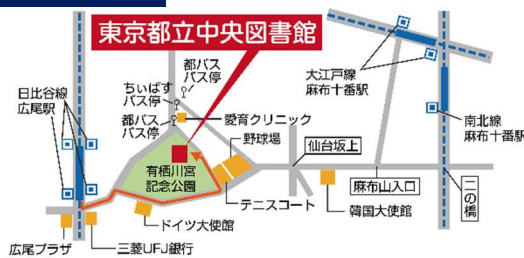 東京都立中央図書館
都バス
バス停
ちぃばす
バス停
都バス
バス停
愛育クリニック
日比谷線
広尾駅
大江戸線
麻布十番駅
南北線
麻布十番駅
野球場
仙台坂上
有栖川宮
記念公園
麻布山入口
二の橋
テニスコート
韓国大使館
ドイツ大使館
広尾プラザ
三菱UFJ銀行